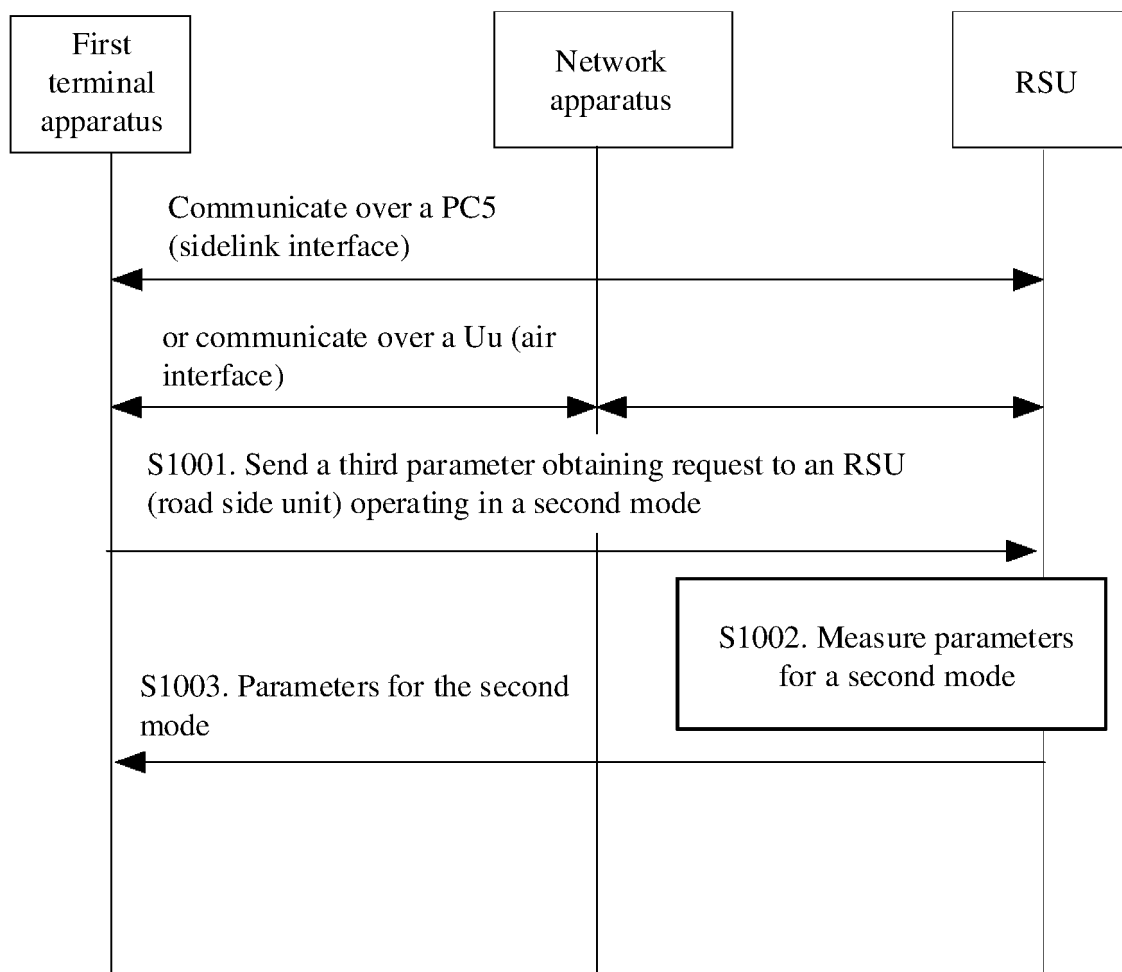 First
terminal
apparatus
Network
apparatus
RSU
Communicate over a PC5
(sidelink interface)
or communicate over a Uu (air
interface)
S1001. Send a third parameter obtaining request to an RSU
(road side unit) operating in a second mode
S1002. Measure parameters
for a second mode
S1003. Parameters for the second
mode